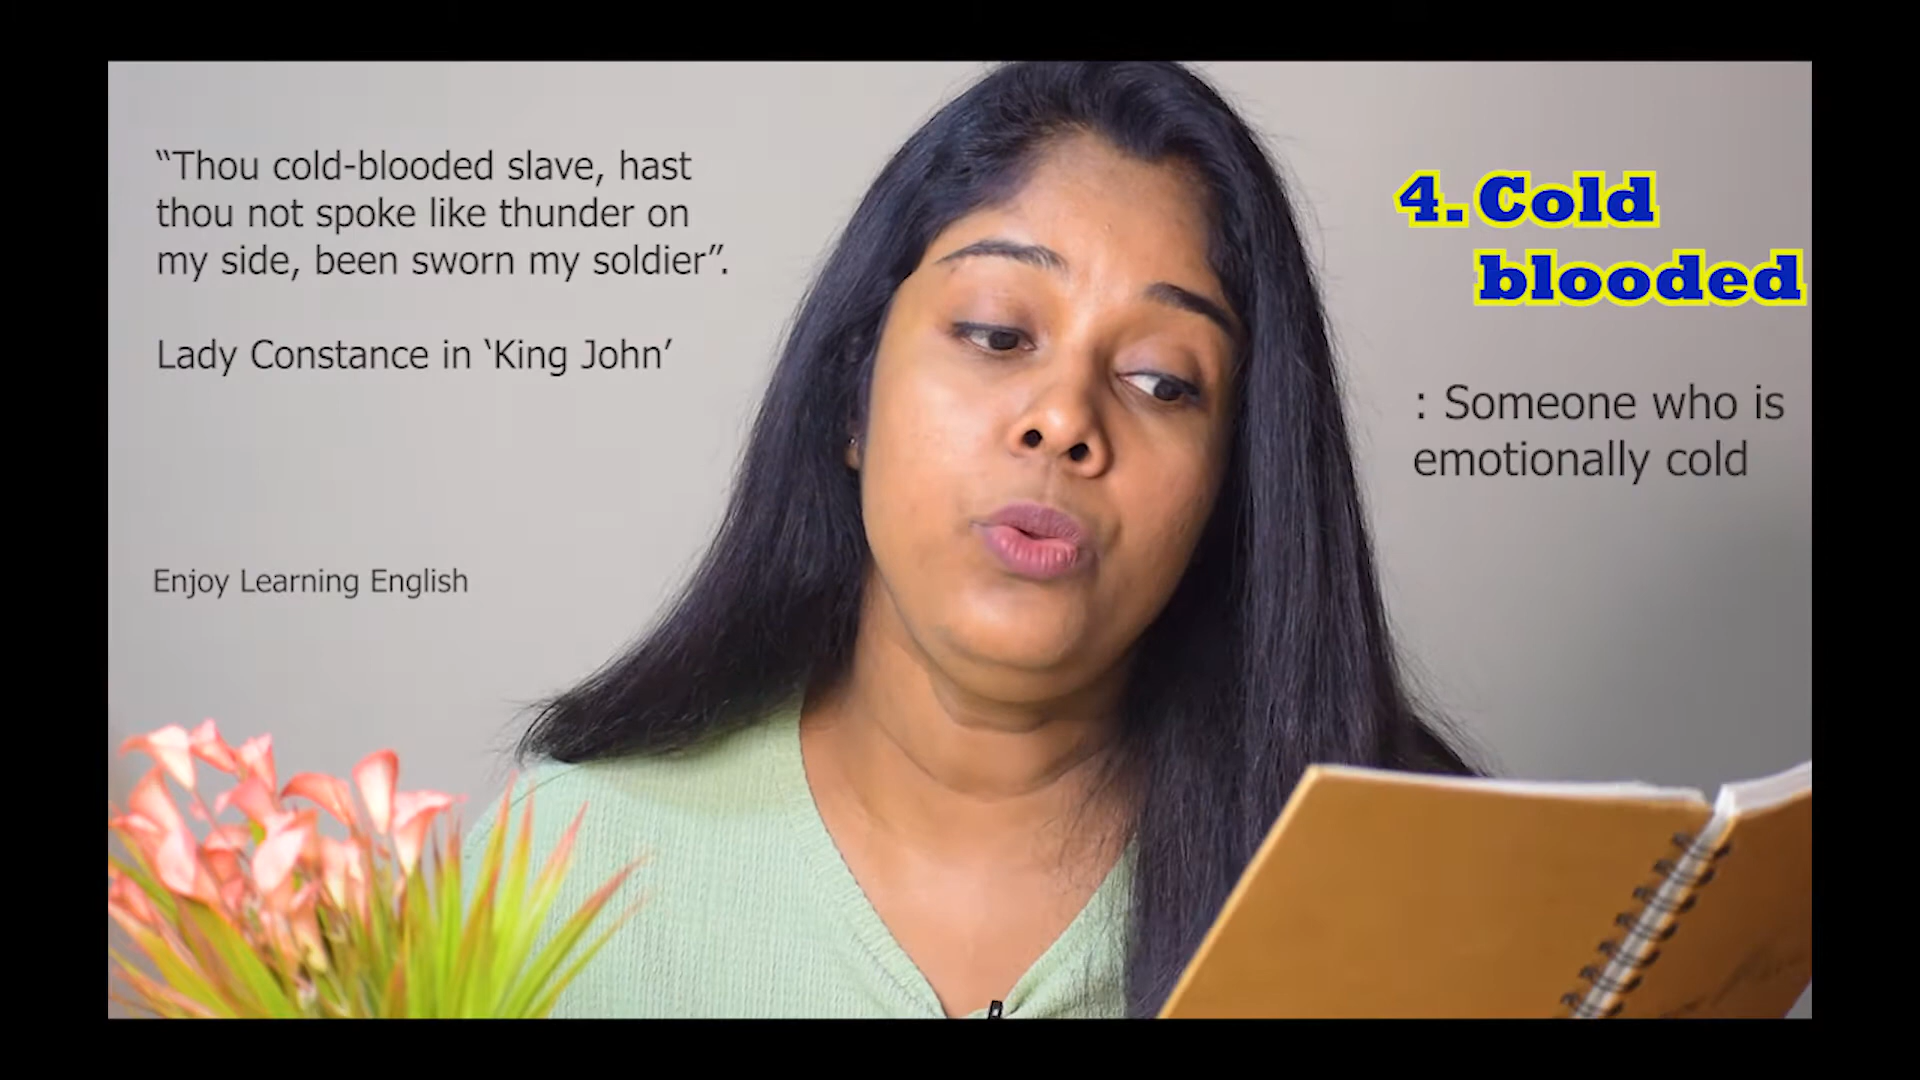 “Thou cold-blooded slave, hast
thou not spoke like thunder on
my side, been sworn my soldier”.
Lady Constance in ‘King John’
Enjoy Learning English
4. Cold
blooded
: Someone who is
emotionally cold